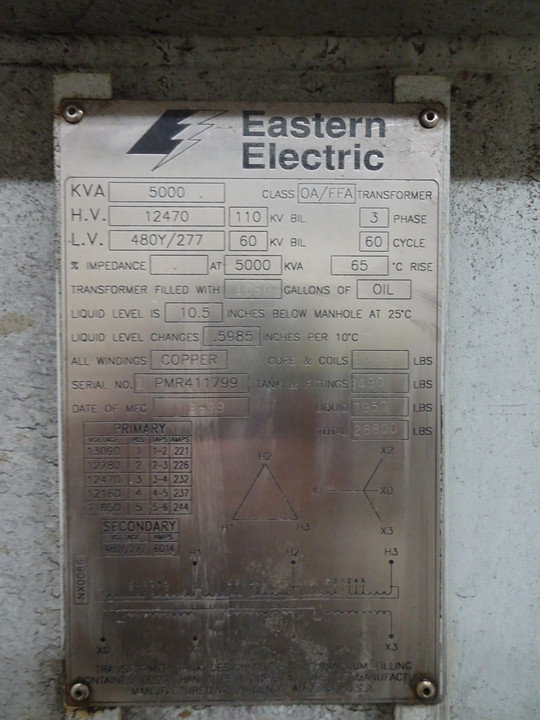 Eastern
Electric
KVA 5000 CLASS OA/FFA TRANSFORMER
H.V. 12470 110 KV BIL 3 PHASE
L.V. 480Y/277 60 KV BIL 60 CYCLE
% IMPEDANCE AT 5000 KVA 65 °C RISE
TRANSFORMER FILLED WITH GALLONS OF OIL
LIQUID LEVEL IS 10.5 INCHES BELOW MANHOLE AT 25°C
LIQUID LEVEL CHANGES .5985 INCHES PER 10°C
ALL WINDINGS COPPER CORE & COILS LBS
SERIAL NO. PMR411799 TANK & FITTINGS LBS
DATE OF MFG LIQUID 7950 LBS
TOTAL 29800 LBS
PRIMARY
VOLTAGE POS. TAPS AMPS
13090 1 1-2 221
12780 2 2-3 226
12470 3 3-4 232
12160 4 4-5 237
11850 5 5-6 244
SECONDARY
VOLTAGE AMPS
480Y/277 6014
H2
H1 H3
X2
X0
X3
H1 H2 H3
NX0086
X0 X3